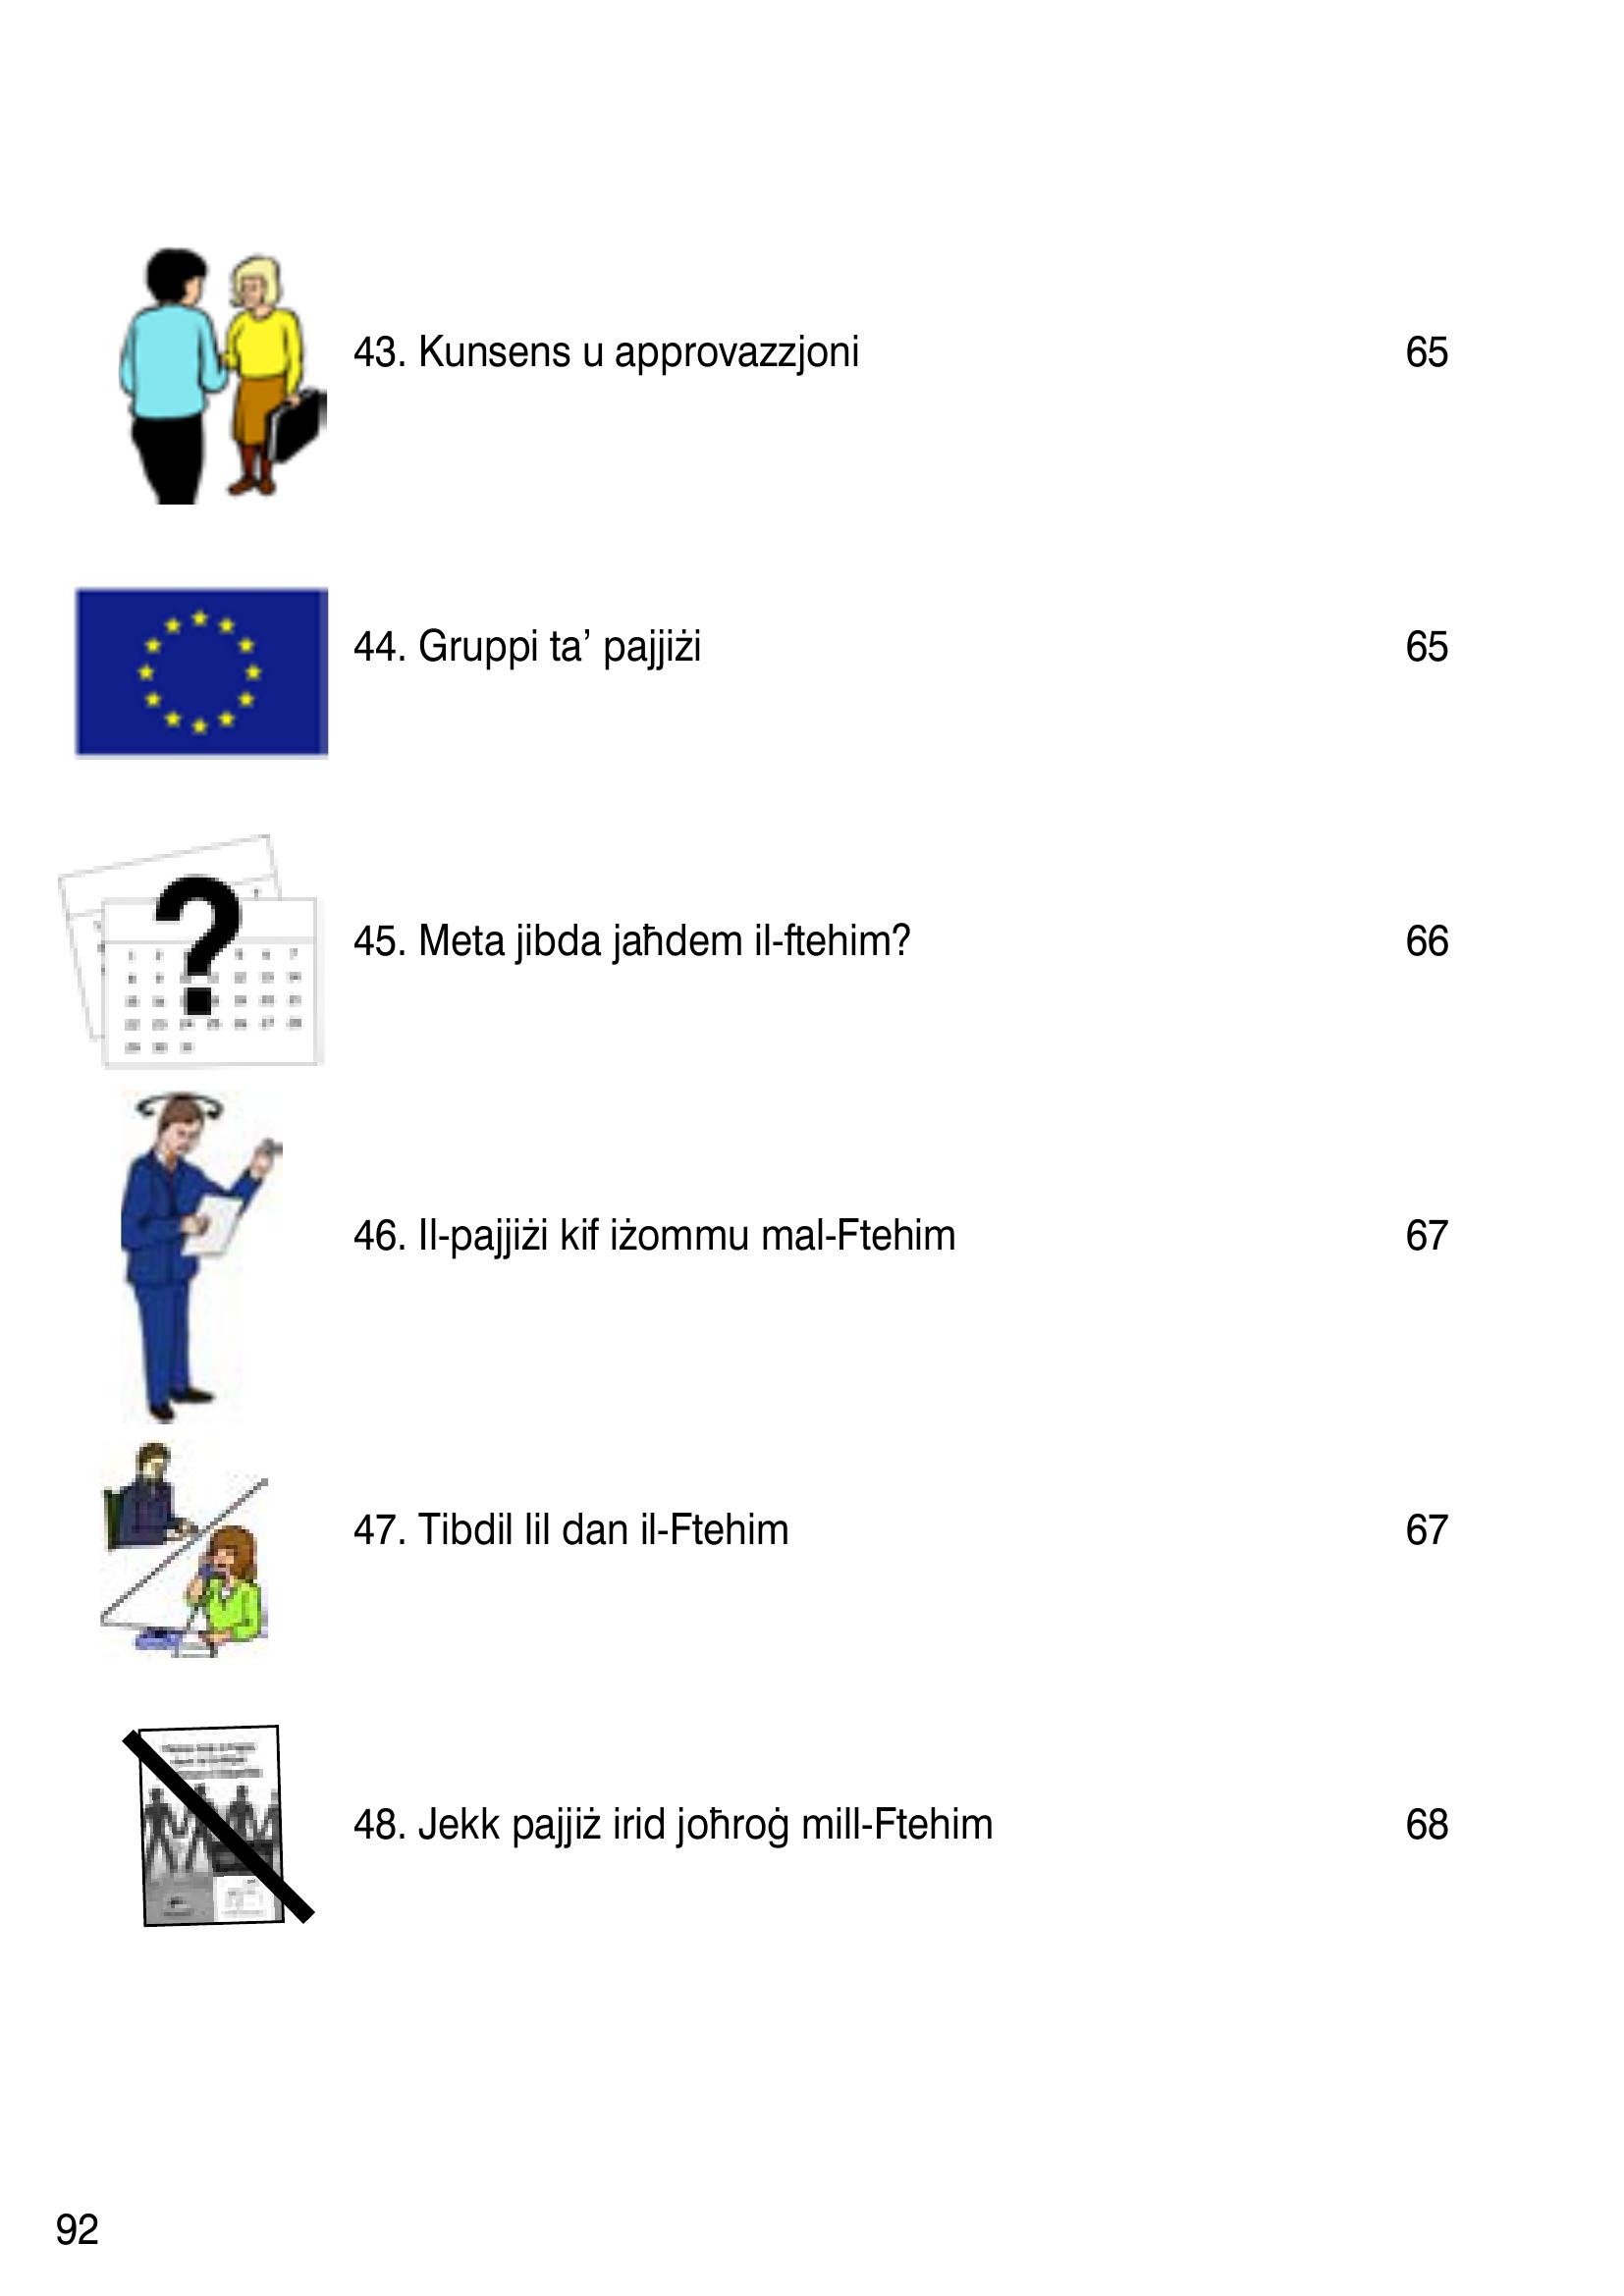 43. Kunsens u approvazzjoni 65
44. Gruppi ta’ pajjiżi 65
45. Meta jibda jaħdem il-ftehim? 66
46. Il-pajjiżi kif iżommu mal-Ftehim 67
47. Tibdil lil dan il-Ftehim 67
48. Jekk pajjiż irid joħroġ mill-Ftehim 68
92